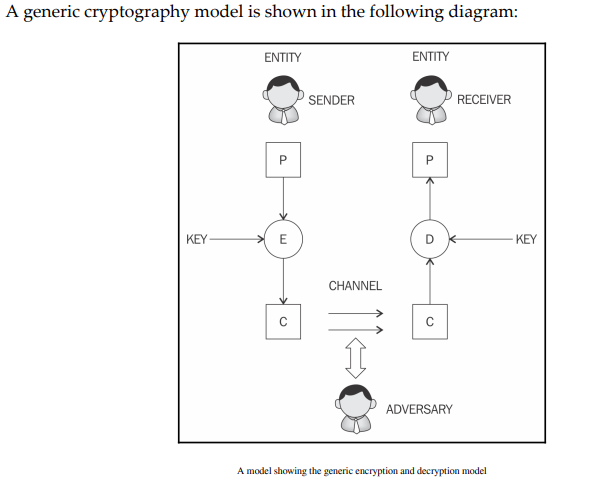 A generic cryptography model is shown in the following diagram:
ENTITY ENTITY
SENDER RECEIVER
P P
KEY E D KEY
CHANNEL
C C
ADVERSARY
A model showing the generic encryption and decryption model